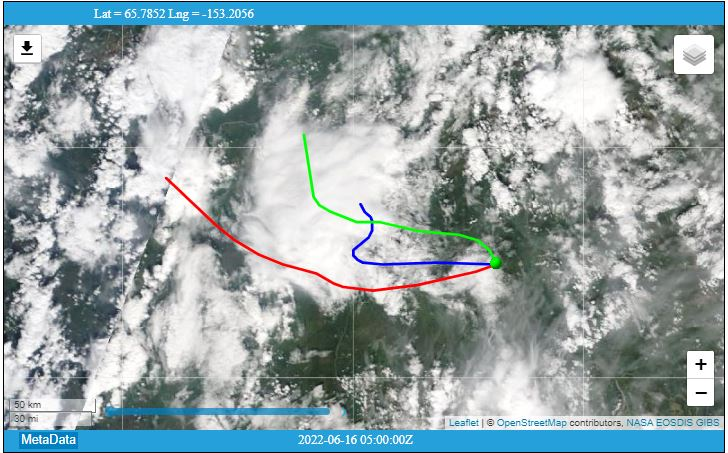 Lat = 65.7852 Lng = -153.2056
+
−
50 km
30 mi
Leaflet | © OpenStreetMap contributors, NASA EOSDIS GIBS
MetaData
2022-06-16 05:00:00Z